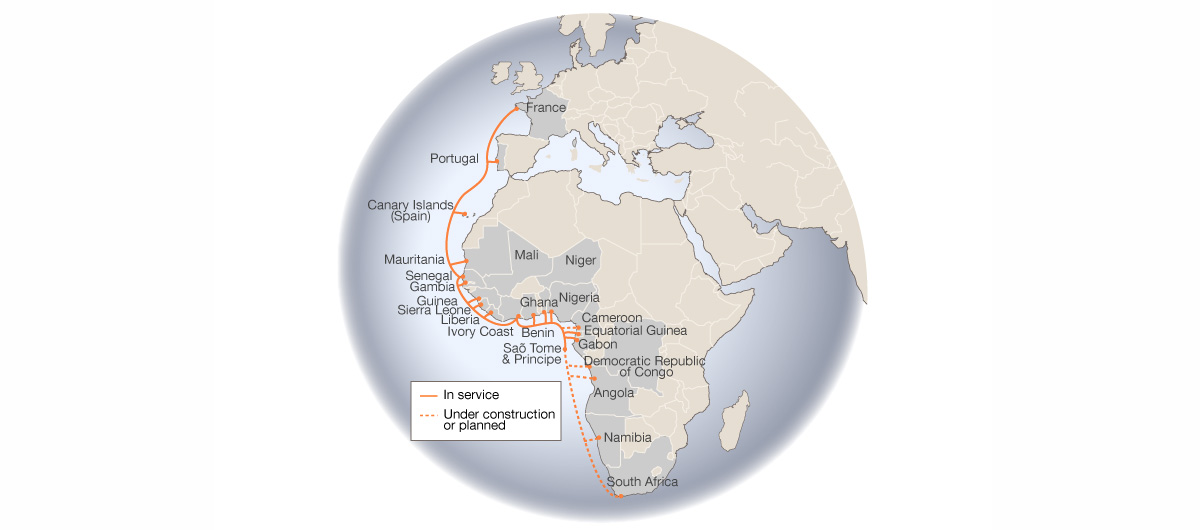 France
Portugal
Canary Islands
(Spain)
Mauritania
Mali
Niger
Senegal
Gambia
Guinea
Ghana
Nigeria
Sierra Leone
Liberia
Cameroon
Ivory Coast
Benin
Equatorial Guinea
Gabon
Saõ Tome
& Principe
Democratic Republic
of Congo
Angola
In service
Under construction
or planned
Namibia
South Africa